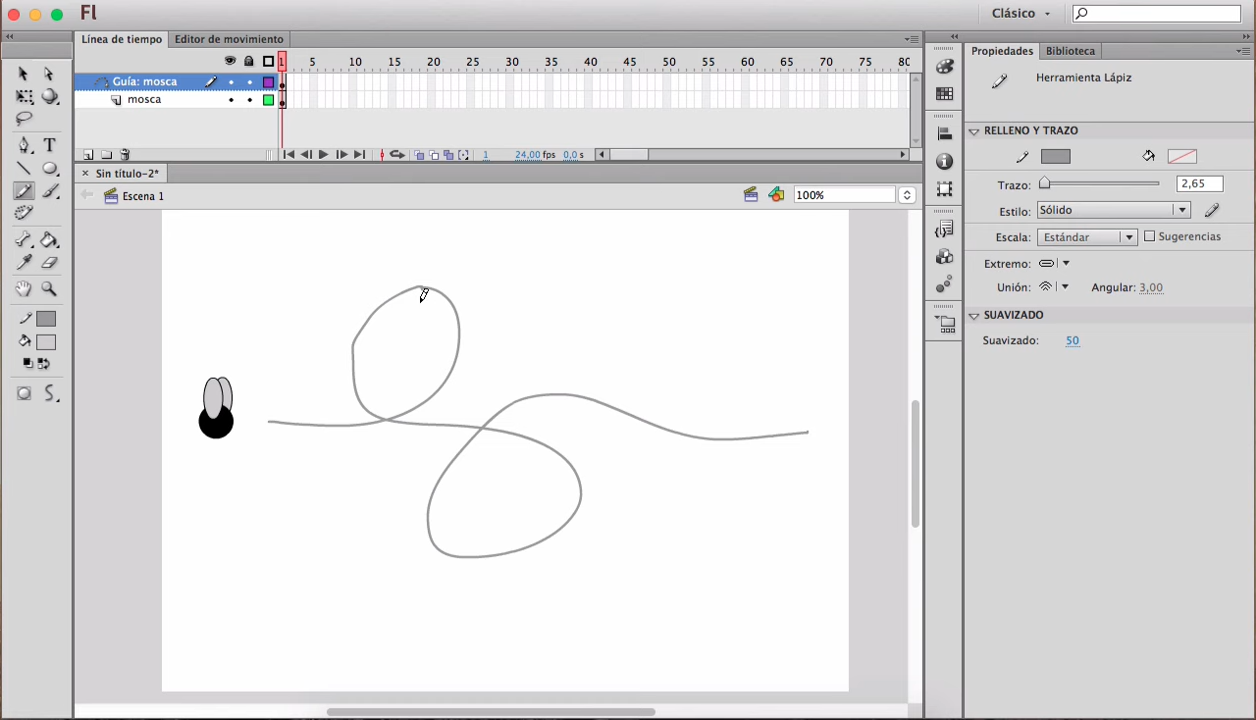 Fl
Clásico
Línea de tiempo
Editor de movimiento
1 5 10 15 20 25 30 35 40 45 50 55 60 65 70 75 80
Guía: mosca
mosca
1 24,00 fps 0,0 s
Sin título-2*
Escena 1
100%
T
Propiedades
Biblioteca
Herramienta Lápiz
RELLENO Y TRAZO
Trazo: 2,65
Estilo: Sólido
Escala: Estándar Sugerencias
Extremo:
Unión: Angular: 3,00
SUAVIZADO
Suavizado: 50